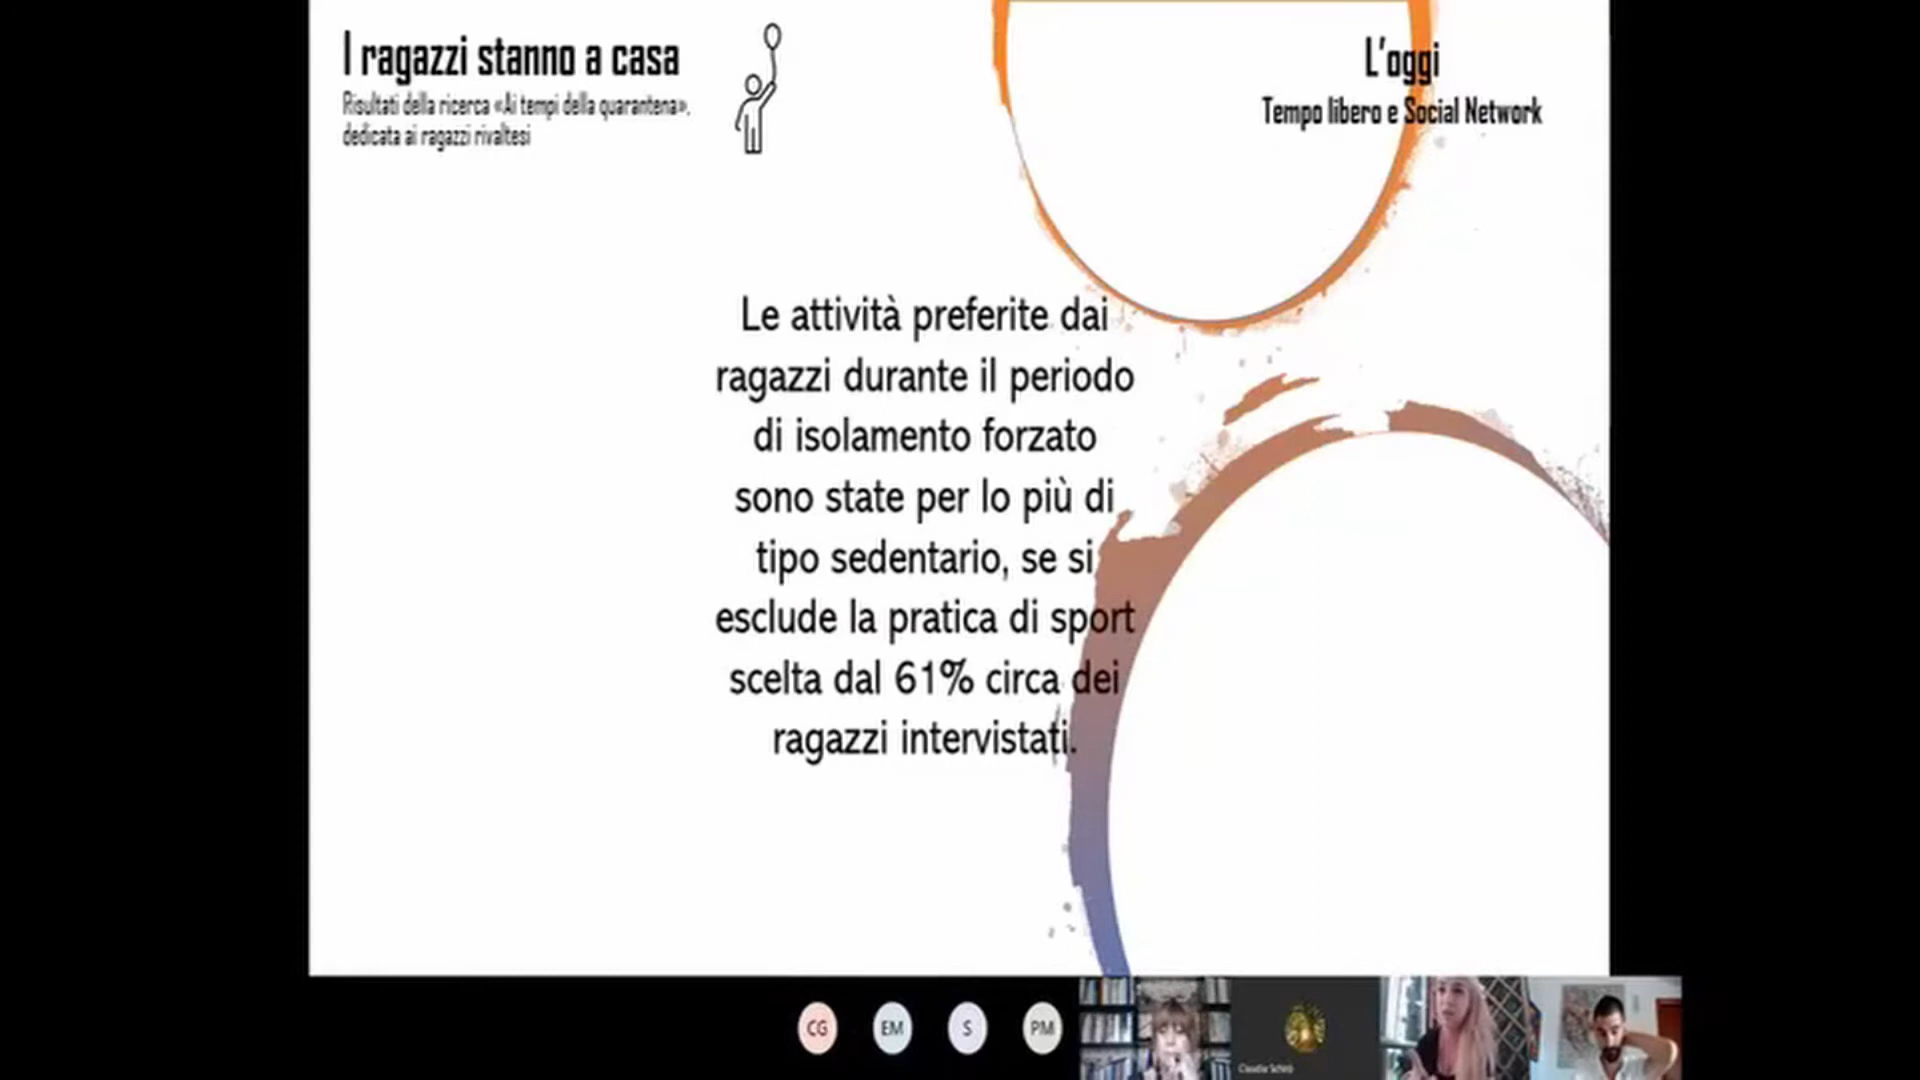 I ragazzi stanno a casa
Risultati della ricerca «Ai tempi della quarantena»,
dedicata ai ragazzi rivaltesi
L'oggi
Tempo libero e Social Network
Le attività preferite dai
ragazzi durante il periodo
di isolamento forzato
sono state per lo più di
tipo sedentario, se si
esclude la pratica di sport
scelta dal 61% circa dei
ragazzi intervistati.
CG
EM
S
PM